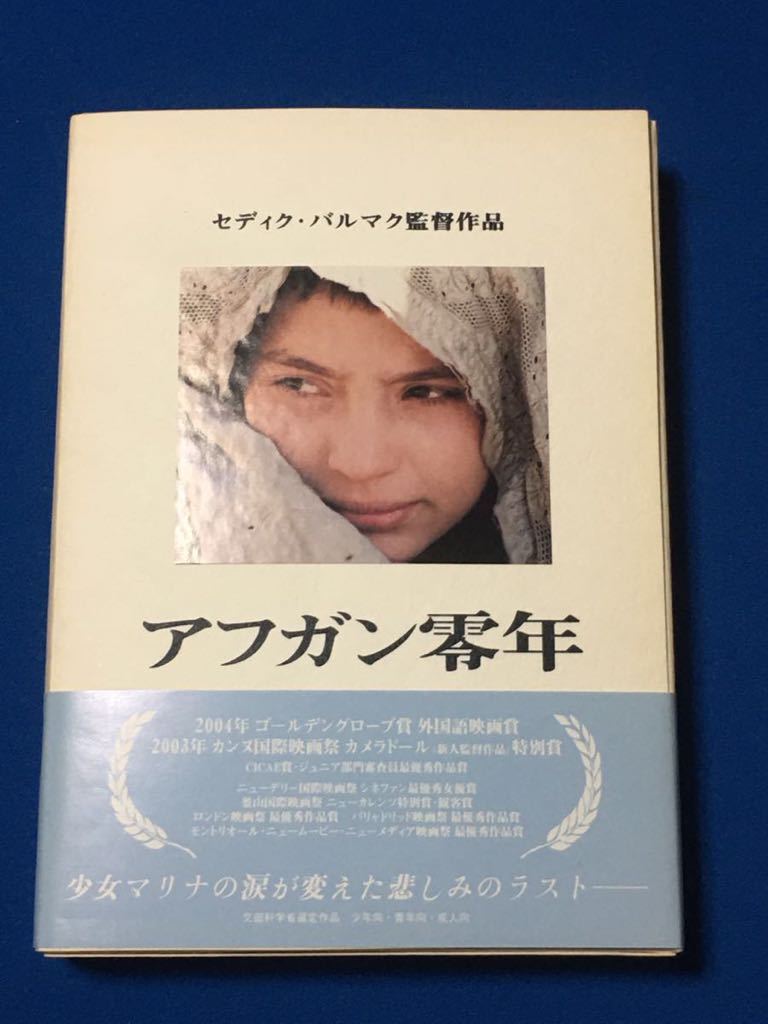 セディク・バルマク監督作品
アフガン零年
2004年 ゴールデングローブ賞 外国語映画賞
2003年 カンヌ国際映画祭 カメラドール〈新人監督作品〉特別賞
CICAE賞・ジュニア部門審査員最優秀作品賞
ニューデリー国際映画祭 シネファン最優秀女優賞
釜山国際映画祭 ニューカレンツ特別賞・観客賞
ロンドン映画祭 最優秀作品賞 バリャドリッド映画祭 最優秀作品賞
モントリオール・ニュームービー・ニューメディア映画祭 最優秀作品賞
少女マリナの涙が変えた悲しみのラスト――
文部科学省選定作品 少年向・青年向・成人向